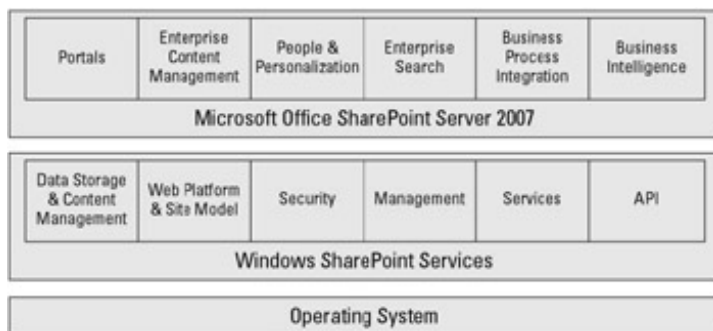 Portals
Enterprise
Content
Management
People &
Personalization
Enterprise
Search
Business
Process
Integration
Business
Intelligence
Microsoft Office SharePoint Server 2007
Data Storage
& Content
Management
Web Platform
& Site Model
Security
Management
Services
API
Windows SharePoint Services
Operating System